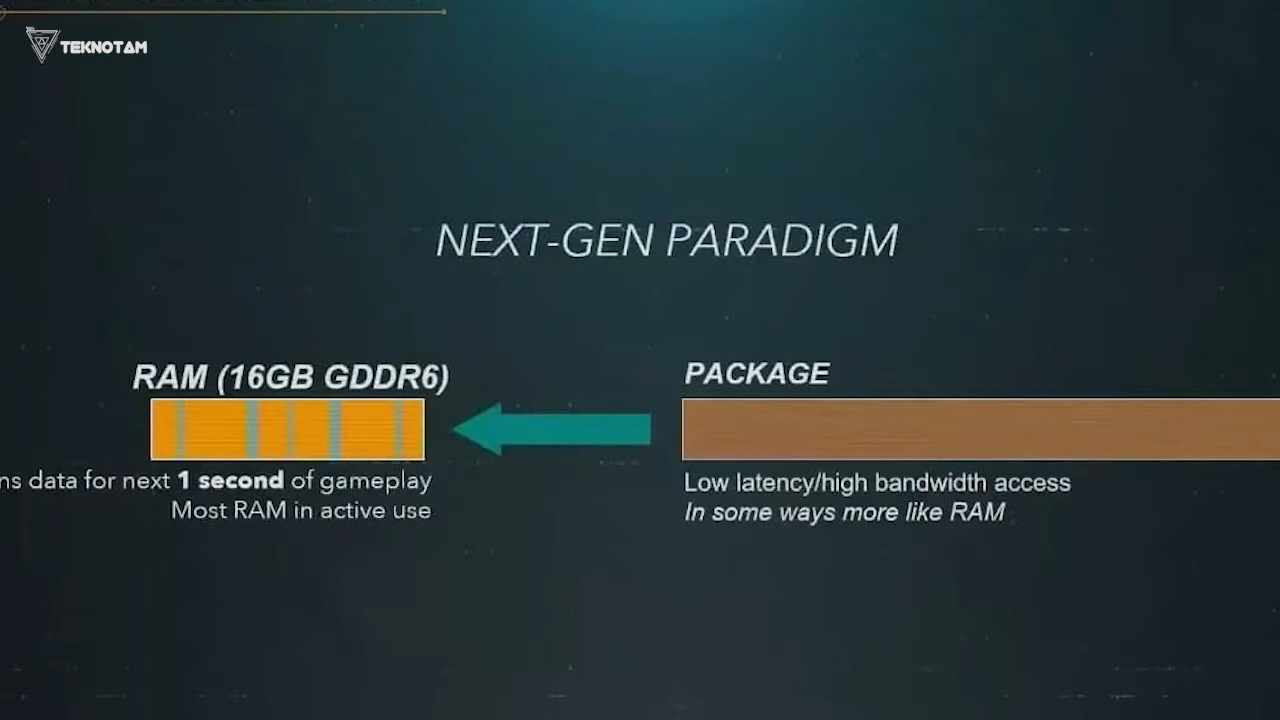 TEKNOTAM
NEXT-GEN PARADIGM
RAM (16GB GDDR6)
PACKAGE
ns data for next 1 second of gameplay
Most RAM in active use
Low latency/high bandwidth access
In some ways more like RAM